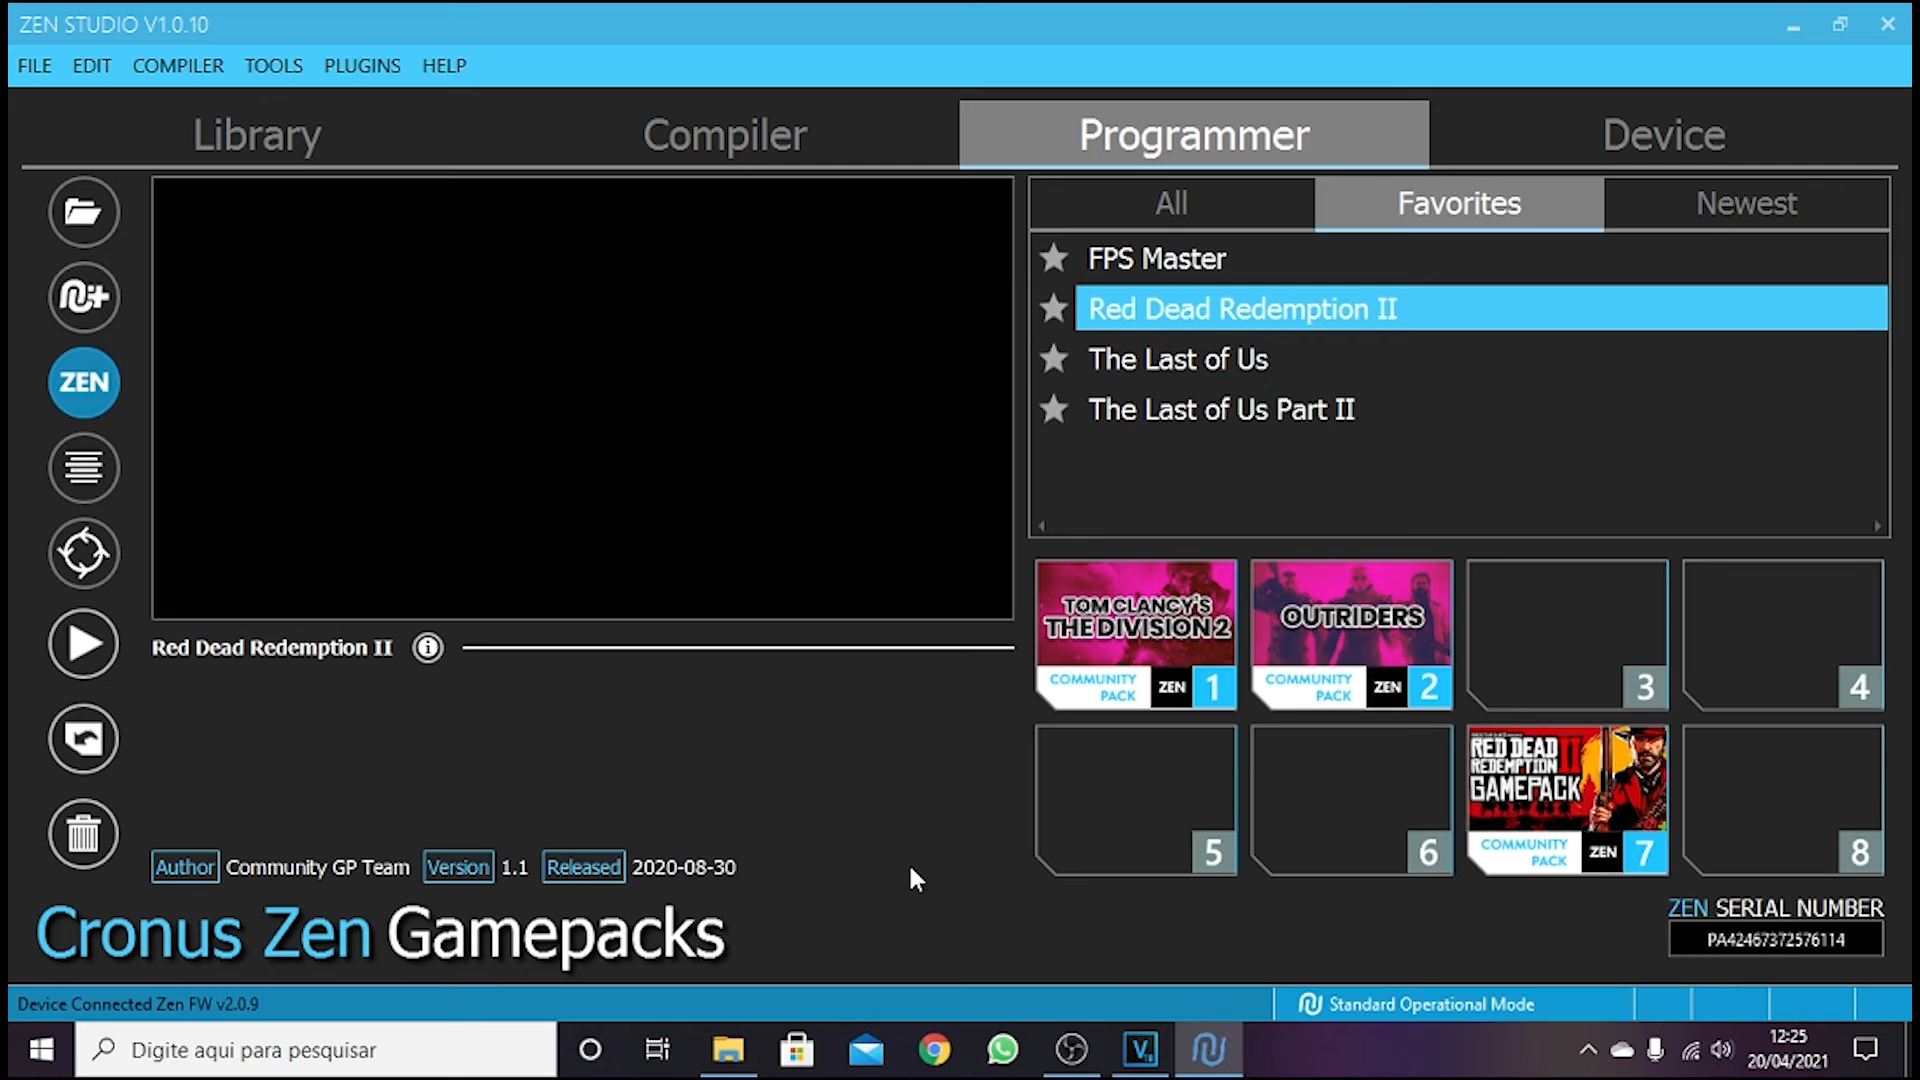 ZEN STUDIO V1.0.10
FILE EDIT COMPILER TOOLS PLUGINS HELP
Library Compiler Programmer Device
All Favorites Newest
FPS Master
Red Dead Redemption II
The Last of Us
The Last of Us Part II
ZEN
Red Dead Redemption II
TOM CLANCY'S
THE DIVISION 2
COMMUNITY
PACK ZEN 1
OUTRIDERS
COMMUNITY
PACK ZEN 2
3
4
5
6
RED DEAD
REDEMPTION II
GAMEPACK
COMMUNITY
PACK ZEN 7
8
Author Community GP Team Version 1.1 Released 2020-08-30
Cronus Zen Gamepacks
ZEN SERIAL NUMBER
PA42467372576114
Device Connected Zen FW v2.0.9
Standard Operational Mode
Digite aqui para pesquisar
12:25
20/04/2021